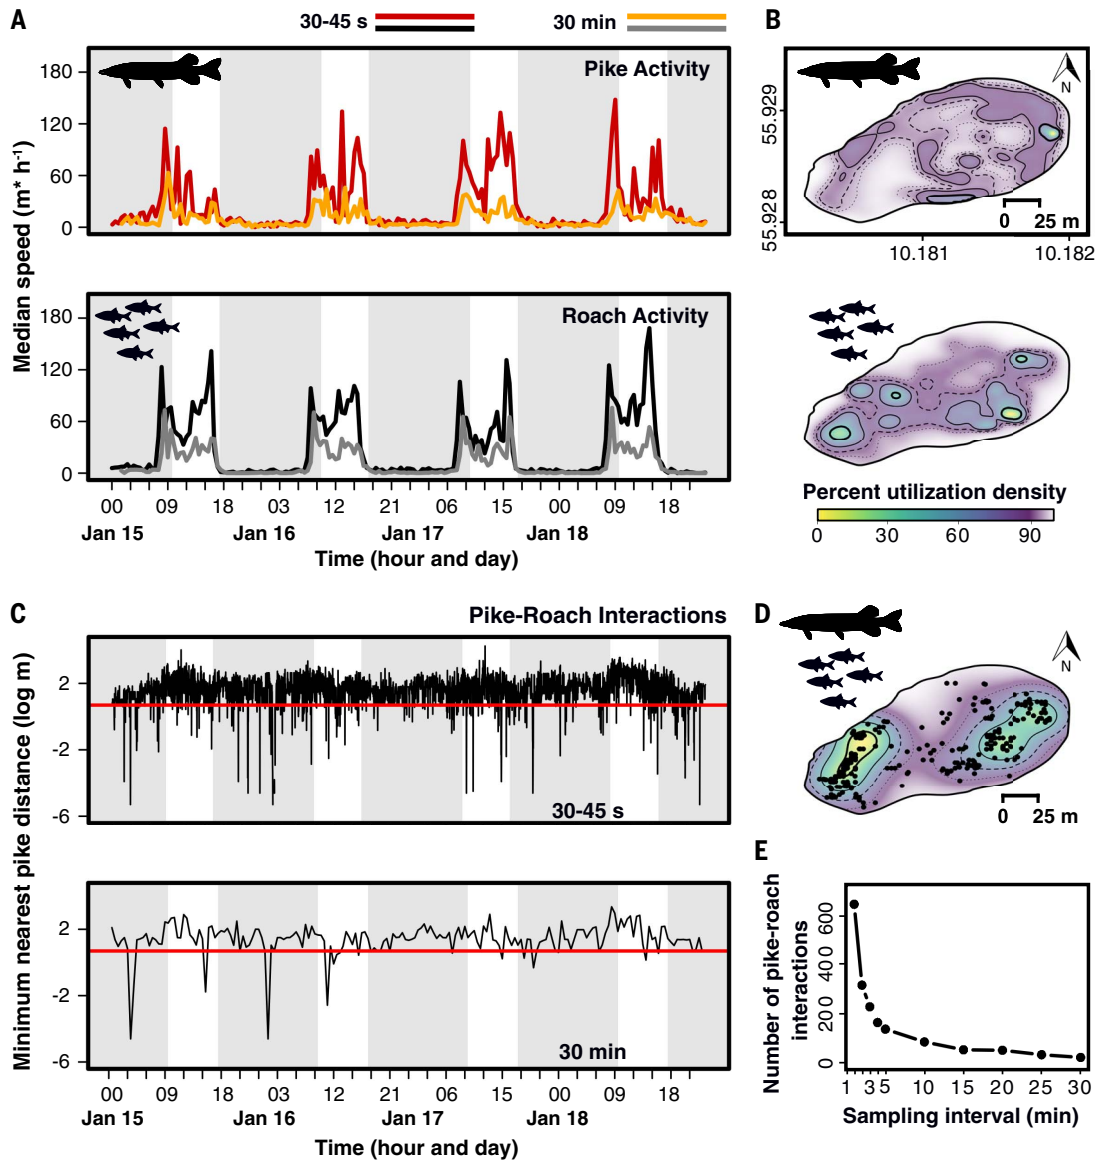 A
30-45 s
30 min
B
Median speed (m* h⁻¹)
180
120
60
0
Pike Activity
180
120
60
0
Roach Activity
00 09 18 03 12 21 06 00 09 18
Jan 15 Jan 16 Jan 17 Jan 18
Time (hour and day)
N
55.929
55.928
0 25 m
10.181 10.182
Percent utilization density
0 30 60 90
C
Pike-Roach Interactions
Minimum nearest pike distance (log m)
2
-2
-6
30-45 s
2
-2
-6
30 min
00 09 18 03 12 21 06 00 09 18
Jan 15 Jan 16 Jan 17 Jan 18
Time (hour and day)
D
N
0 25 m
E
Number of pike-roach
interactions
600
400
200
0
1 3 5 10 15 20 25 30
Sampling interval (min)